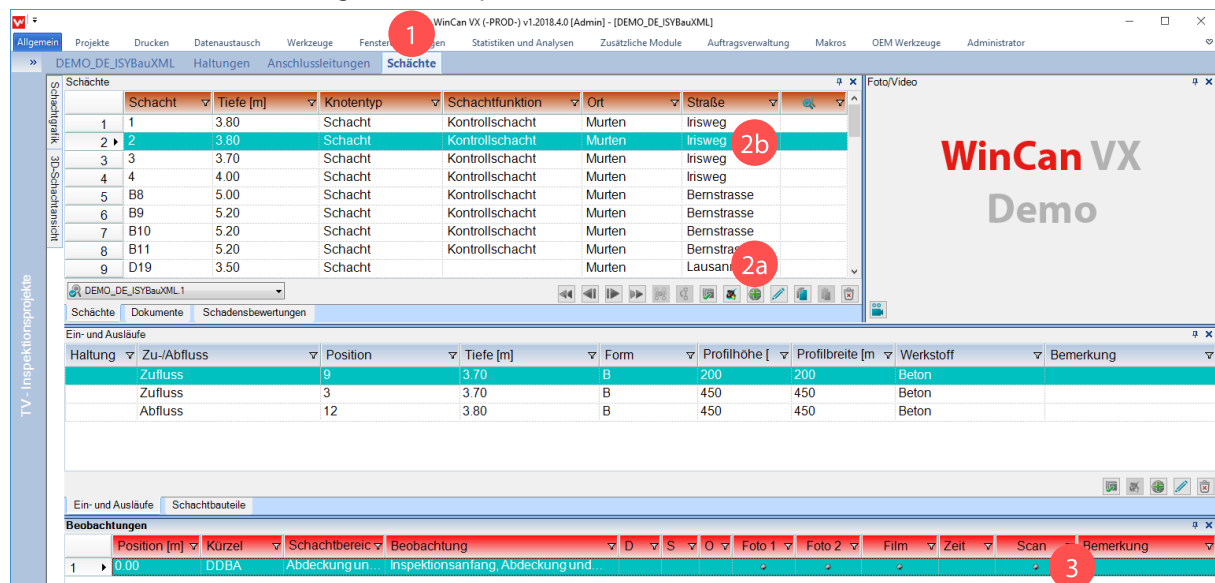 WinCan VX (-PROD-) v1.2018.4.0 [Admin] - [DEMO_DE_ISYBauXML]
1
Allgemein Projekte Drucken Datenaustausch Werkzeuge Statistiken und Analysen Zusätzliche Module Auftragsverwaltung Makros OEM Werkzeuge Administrator
» DEMO_DE_ISYBauXML Haltungen Anschlussleitungen Schächte
Schachtgrafik
3D-Schachtansicht
TV - Inspektionsprojekte
Schächte
Schacht Tiefe [m] Knotentyp Schachtfunktion Ort Straße
1 1 3.80 Schacht Kontrollschacht Murten Irisweg
2 2 3.80 Schacht Kontrollschacht Murten Irisweg 2b
3 3 3.70 Schacht Kontrollschacht Murten Irisweg
4 4 4.00 Schacht Kontrollschacht Murten Irisweg
5 B8 5.00 Schacht Kontrollschacht Murten Bernstrasse
6 B9 5.20 Schacht Kontrollschacht Murten Bernstrasse
7 B10 5.20 Schacht Kontrollschacht Murten Bernstrasse
8 B11 5.20 Schacht Kontrollschacht Murten
9 D19 3.50 Schacht Murten
2a
DEMO_DE_ISYBauXML.1
Schächte Dokumente Schadensbewertungen
Foto/Video
WinCan VX
Demo
Ein- und Ausläufe
Haltung Zu-/Abfluss Position Tiefe [m] Form Profilhöhe [ Profilbreite [m Werkstoff Bemerkung
Zufluss 9 3.70 B 200 200 Beton
Zufluss 3 3.70 B 450 450 Beton
Abfluss 12 3.80 B 450 450 Beton
Ein- und Ausläufe Schachtbauteile
Beobachtungen
Position [m] Kürzel Schachtbereic Beobachtung D S O Foto 1 Foto 2 Film Zeit Scan Bemerkung
1 0.00 DDBA Abdeckung un... Inspektionsanfang, Abdeckung und...
3